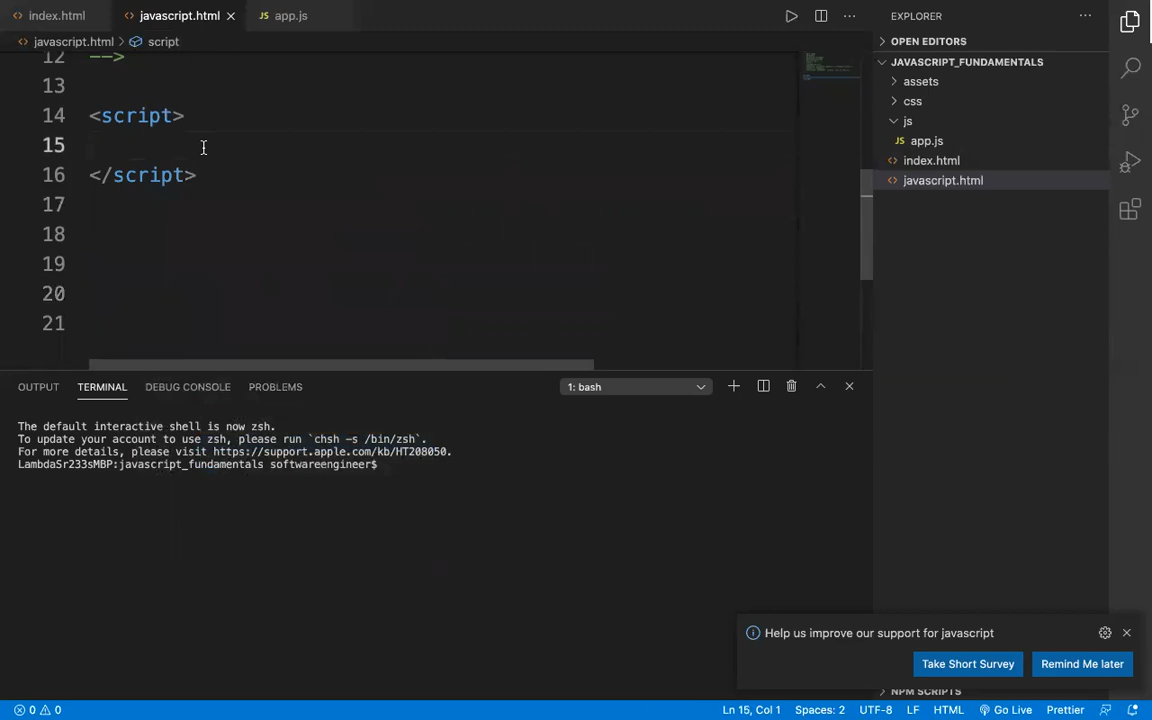 index.html
javascript.html
app.js
EXPLORER
javascript.html > script
OPEN EDITORS
JAVASCRIPT_FUNDAMENTALS
assets
css
js
JS app.js
index.html
javascript.html
12 -->
13
14 <script>
15
16 </script>
17
18
19
20
21
OUTPUT TERMINAL DEBUG CONSOLE PROBLEMS
1: bash
The default interactive shell is now zsh.
To update your account to use zsh, please run `chsh -s /bin/zsh`.
For more details, please visit https://support.apple.com/kb/HT208050.
LambdaSr233sMBP:javascript_fundamentals softwareengineer$
Help us improve our support for javascript
Take Short Survey
Remind Me later
NPM SCRIPTS
0 0
Ln 15, Col 1 Spaces: 2 UTF-8 LF HTML Go Live Prettier